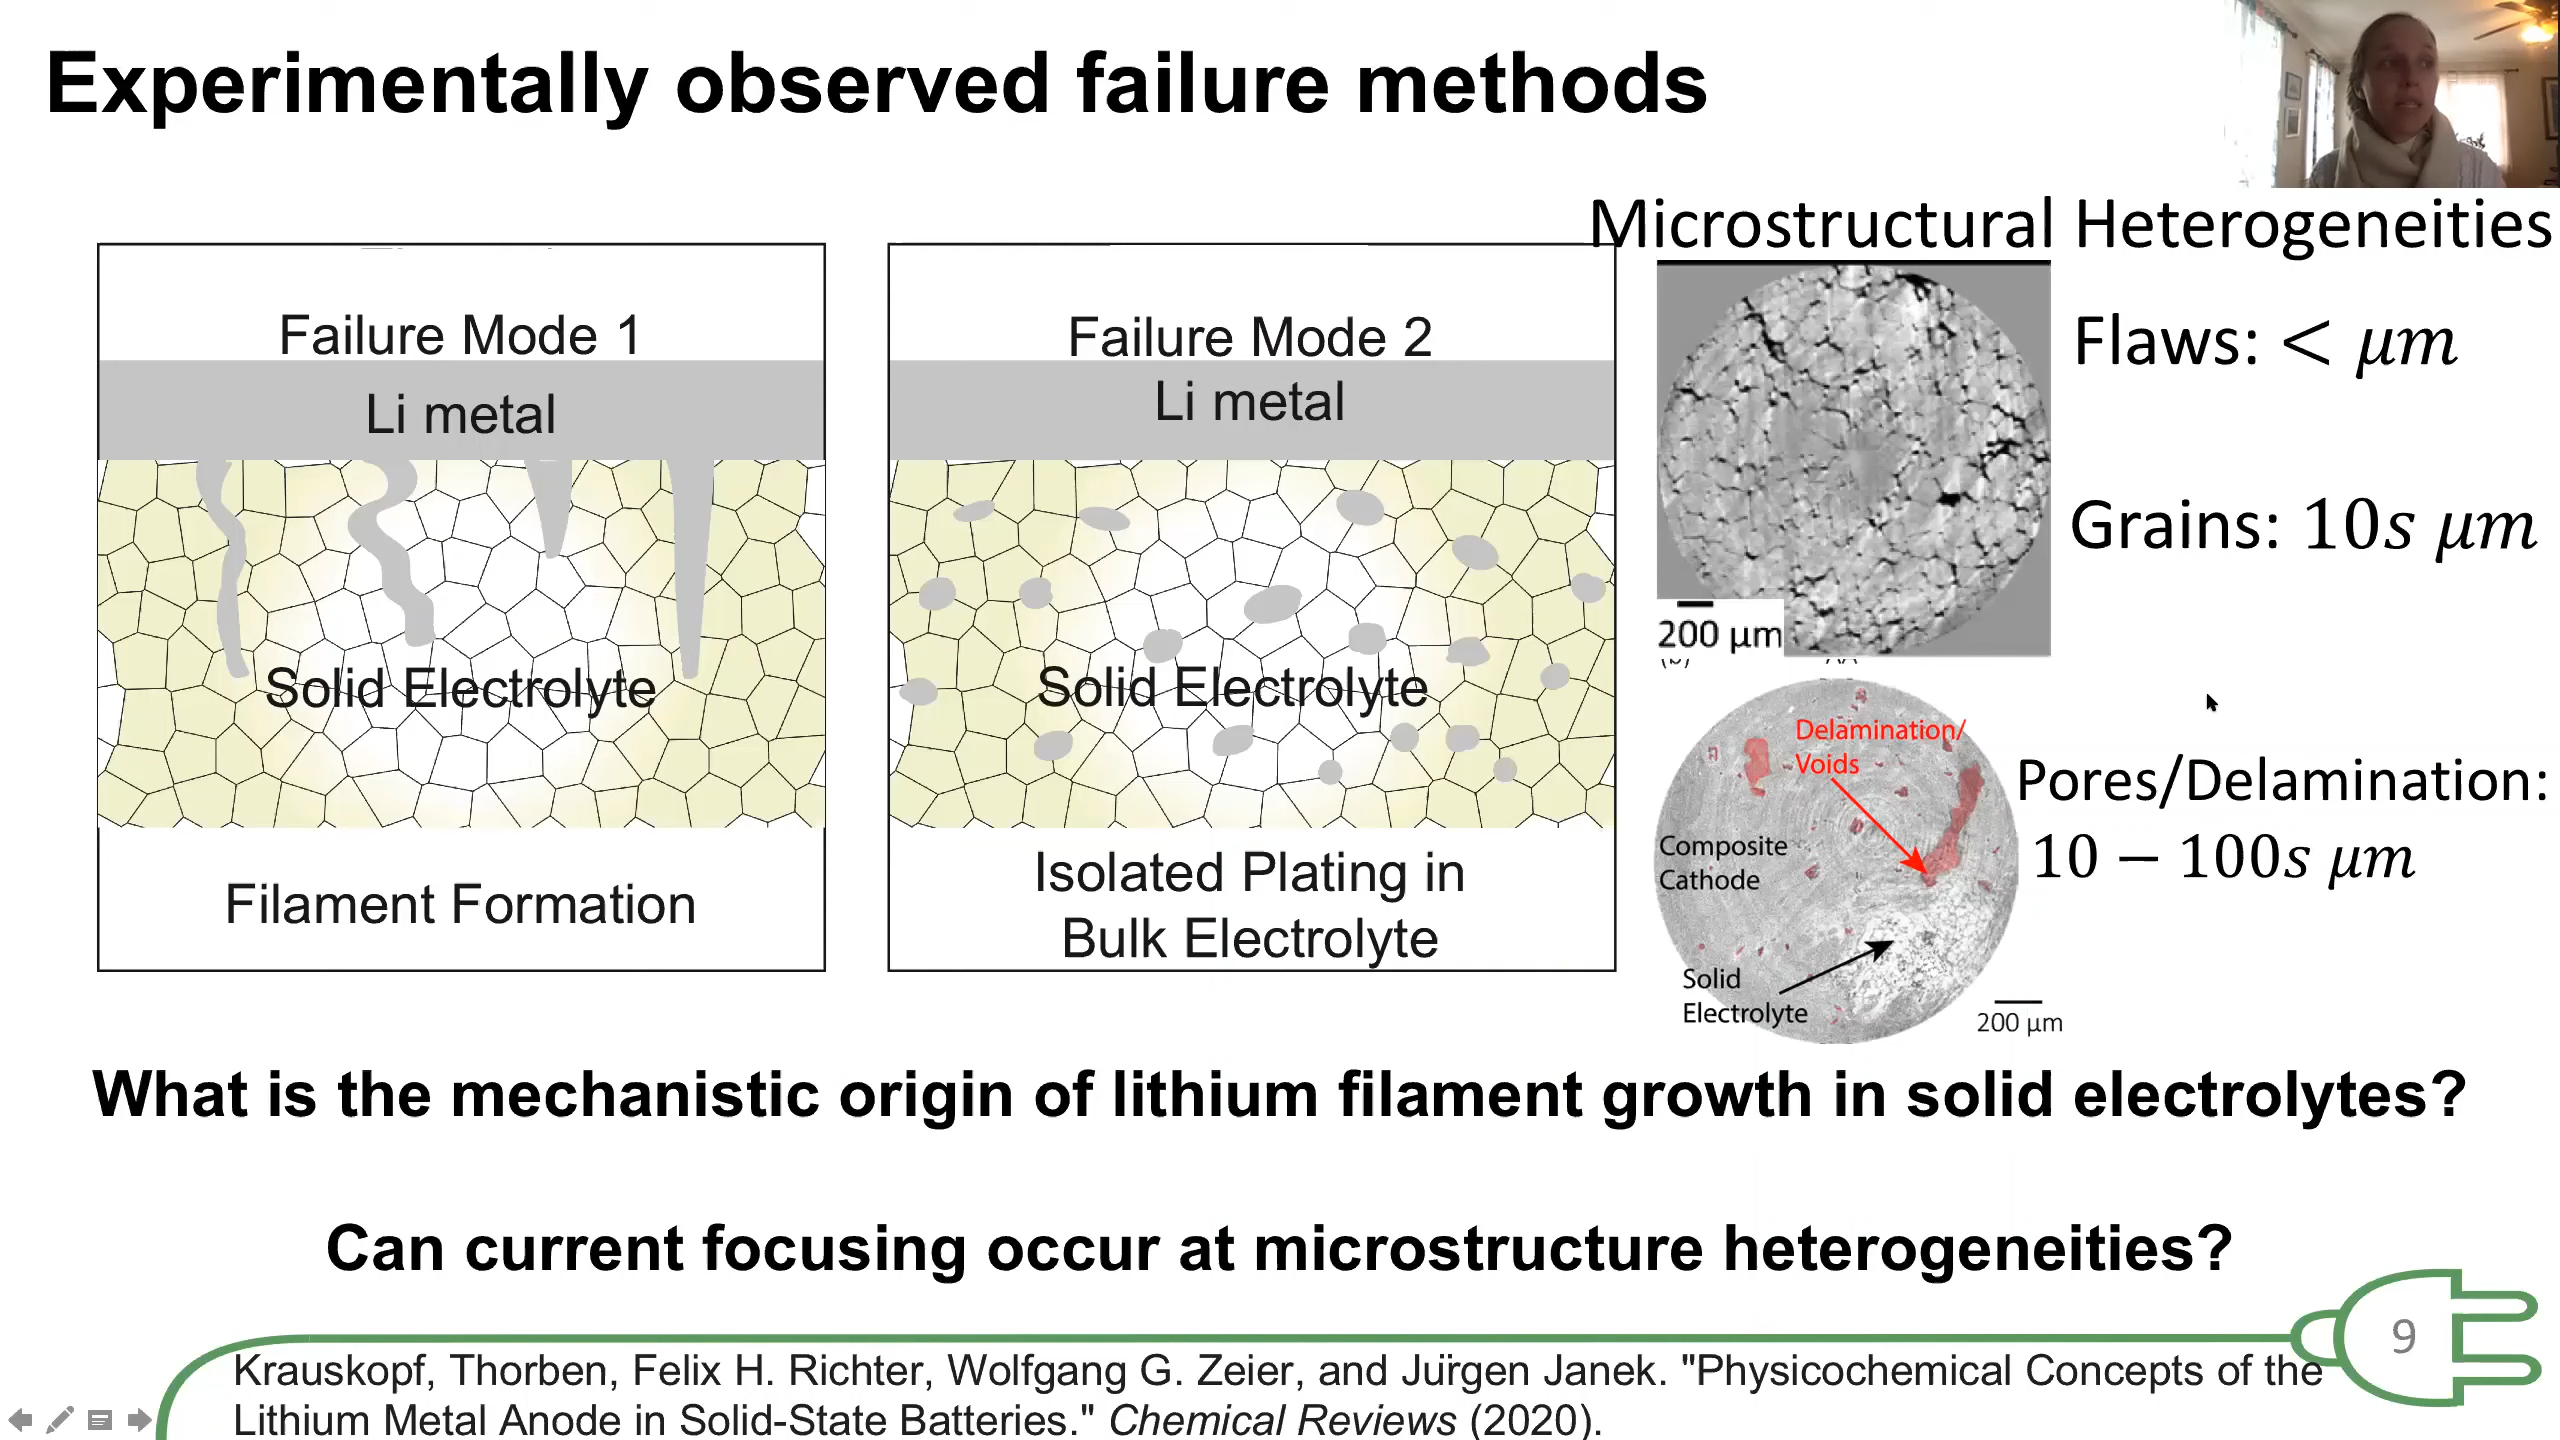 Experimentally observed failure methods
Failure Mode 1
Li metal
Solid Electrolyte
Filament Formation
Failure Mode 2
Li metal
Solid Electrolyte
Isolated Plating in
Bulk Electrolyte
Microstructural Heterogeneities
200 μm
Flaws: < μm
Grains: 10s μm
Delamination/
Voids
Composite
Cathode
Solid
Electrolyte
200 μm
Pores/Delamination:
10 − 100s μm
What is the mechanistic origin of lithium filament growth in solid electrolytes?
Can current focusing occur at microstructure heterogeneities?
9
Krauskopf, Thorben, Felix H. Richter, Wolfgang G. Zeier, and Jürgen Janek. "Physicochemical Concepts of the
Lithium Metal Anode in Solid-State Batteries." Chemical Reviews (2020).